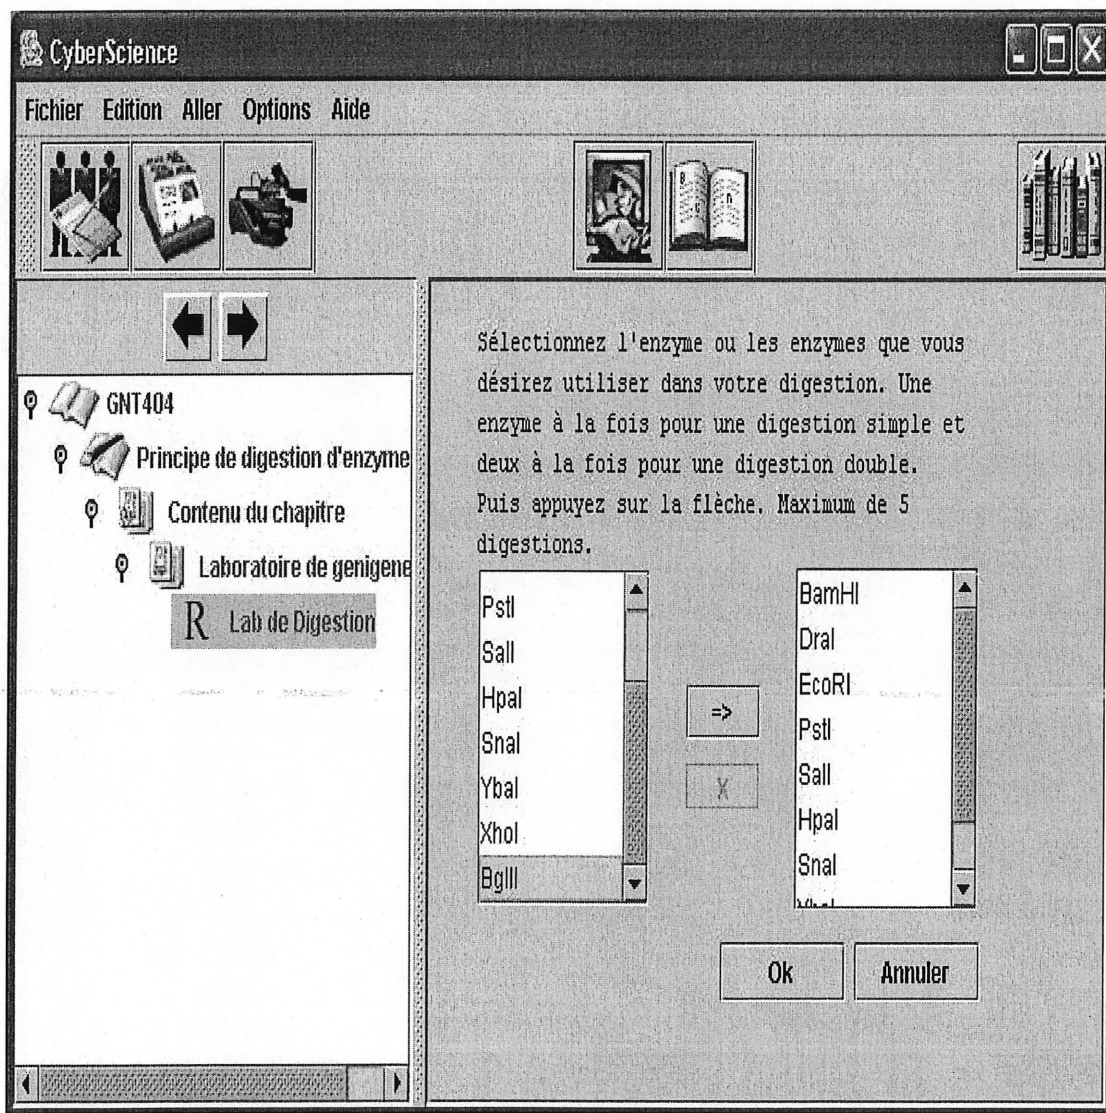 CyberScience
Fichier Edition Aller Options Aide
GNT404
Principe de digestion d'enzyme
Contenu du chapitre
Laboratoire de genigene
R Lab de Digestion
Sélectionnez l'enzyme ou les enzymes que vous
désirez utiliser dans votre digestion. Une
enzyme à la fois pour une digestion simple et
deux à la fois pour une digestion double.
Puis appuyez sur la flèche. Maximum de 5
digestions.
PstI
SalI
HpaI
SnaI
YbaI
XhoI
BglII
=>
X
BamHI
DraI
EcoRI
PstI
SalI
HpaI
SnaI
Ok
Annuler